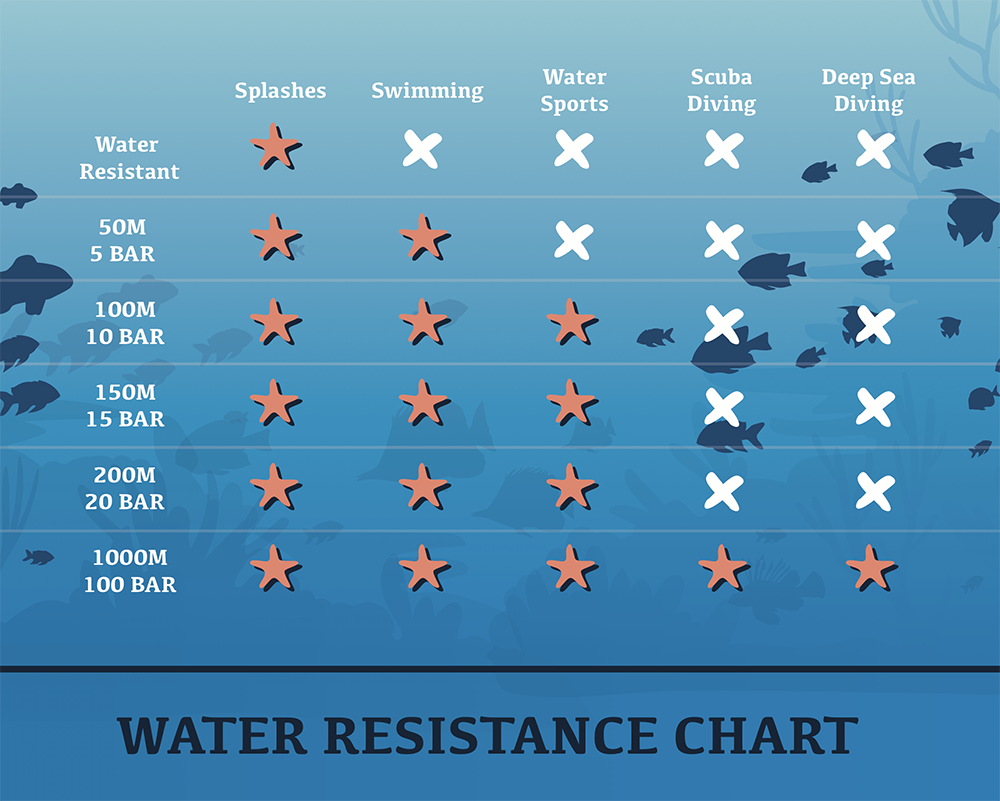 Splashes
Swimming
Water
Sports
Scuba
Diving
Deep Sea
Diving
Water
Resistant
50M
5 BAR
100M
10 BAR
150M
15 BAR
200M
20 BAR
1000M
100 BAR
WATER RESISTANCE CHART